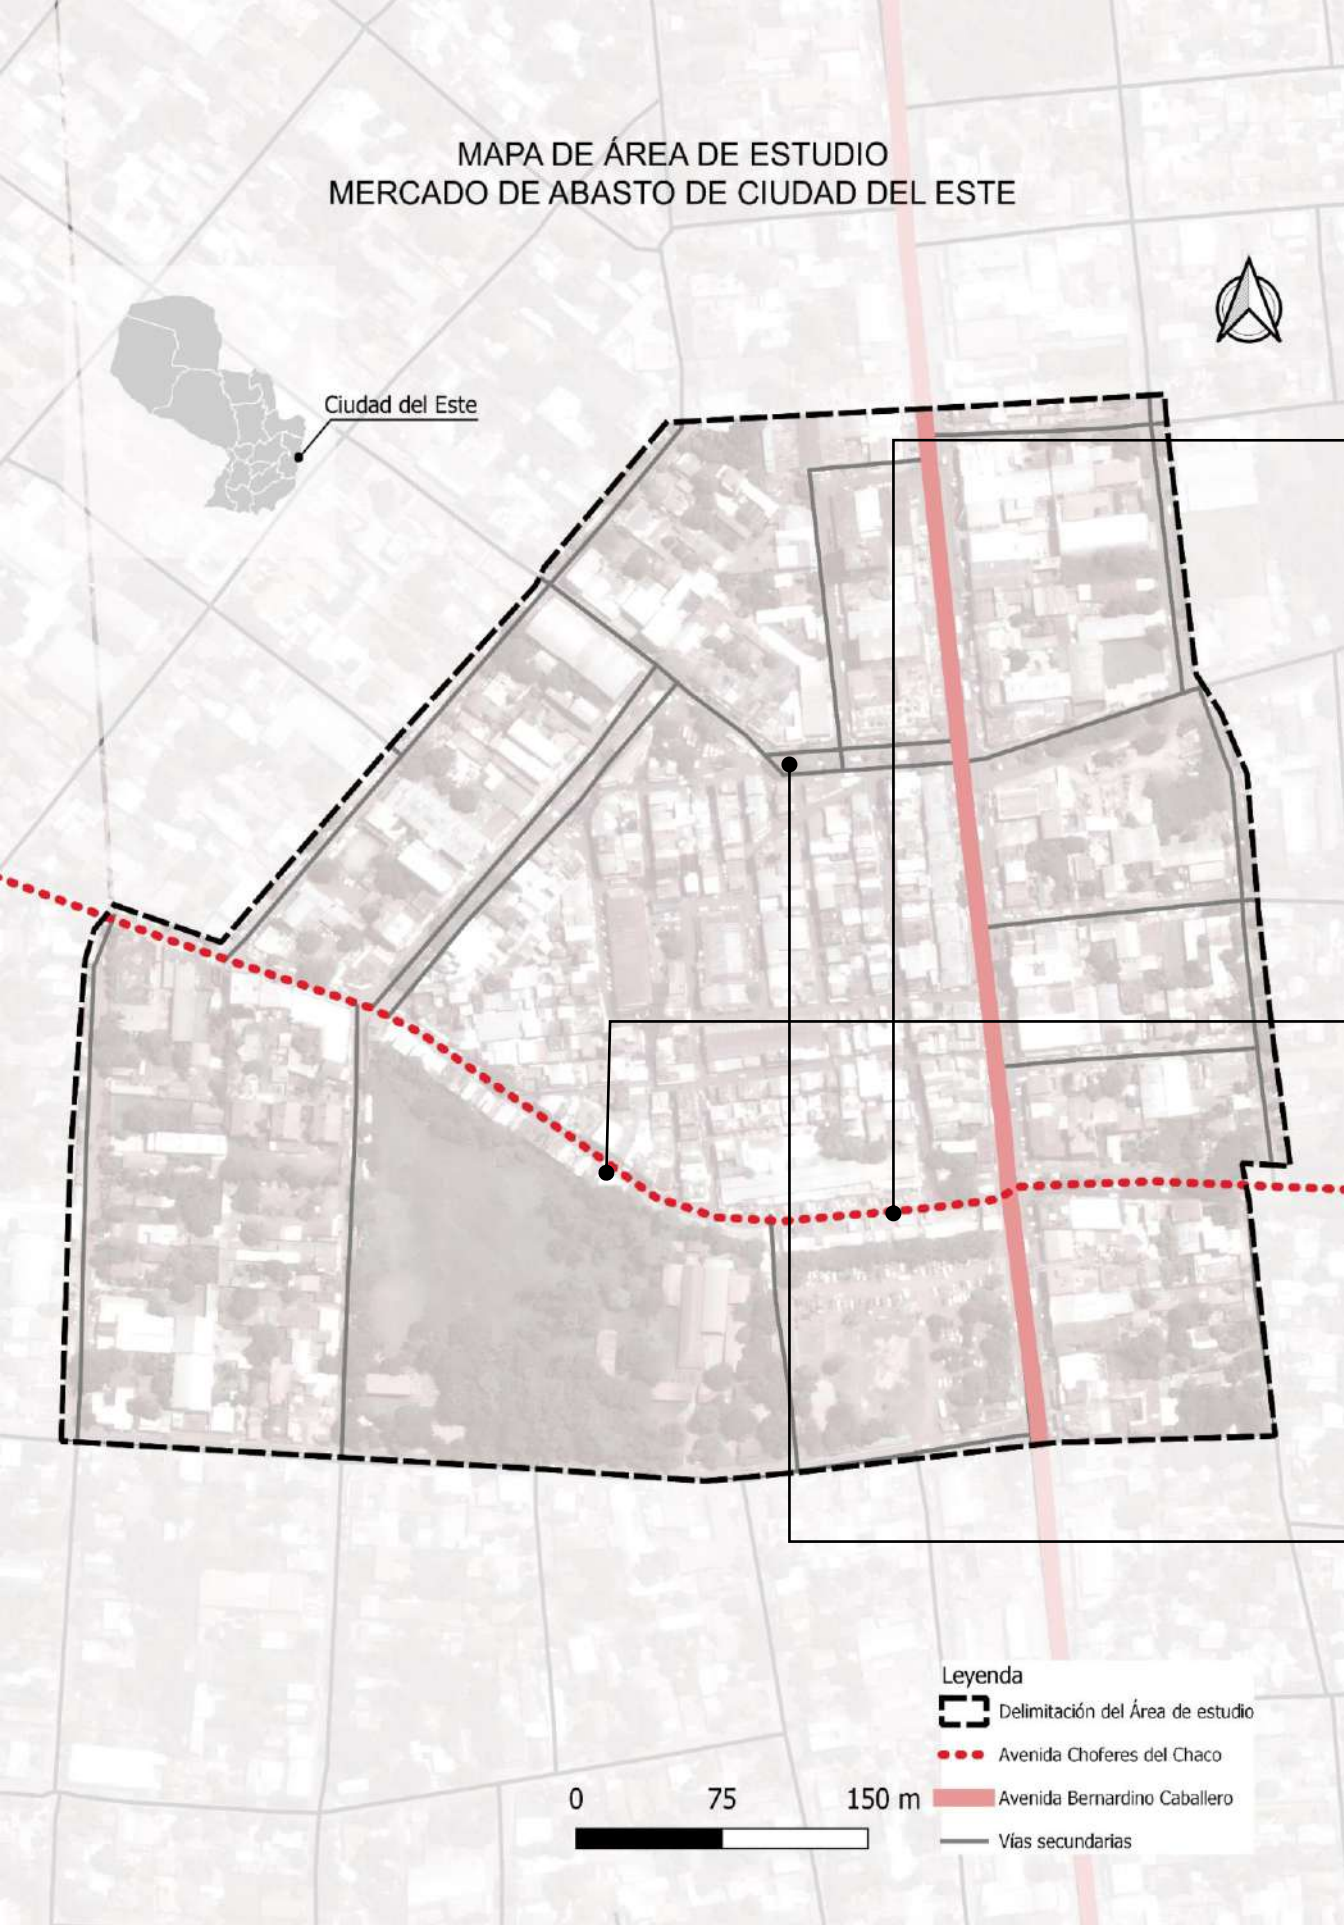 MAPA DE ÁREA DE ESTUDIO
MERCADO DE ABASTO DE CIUDAD DEL ESTE
Ciudad del Este
Leyenda
Delimitación del Área de estudio
Avenida Choferes del Chaco
Avenida Bernardino Caballero
Vías secundarias
0 75 150 m